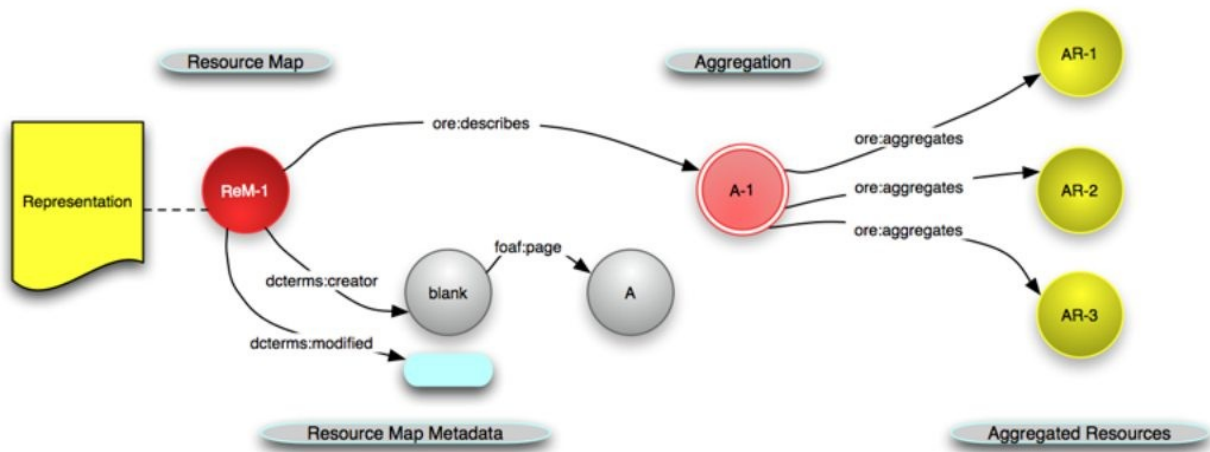 Resource Map
Aggregation
AR-1
ore:describes
ore:aggregates
Representation
ReM-1
A-1
ore:aggregates
AR-2
ore:aggregates
foaf:page
dcterms:creator
blank
A
AR-3
dcterms:modified
Resource Map Metadata
Aggregated Resources